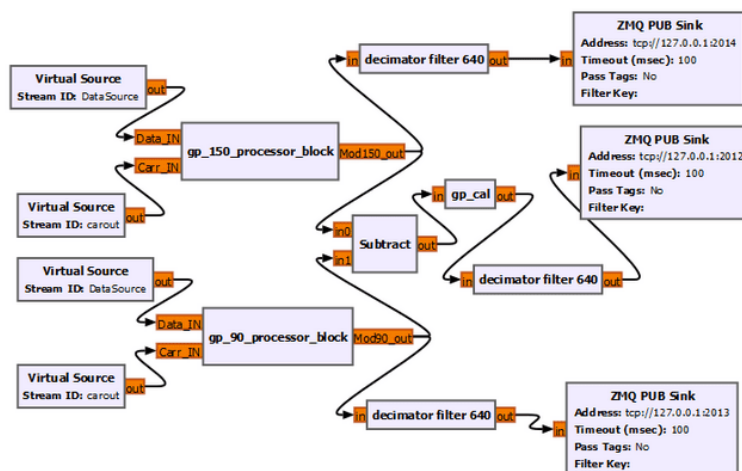 ZMQ PUB Sink
Address: tcp://127.0.0.1:2014
Timeout (msec): 100
Pass Tags: No
Filter Key:
in
decimator filter 640
out
in
Virtual Source
Stream ID: DataSource
out
Data_IN
Carr_IN
gp_150_processor_block
Mod150_out
Virtual Source
Stream ID: carout
out
ZMQ PUB Sink
Address: tcp://127.0.0.1:2012
Timeout (msec): 100
Pass Tags: No
Filter Key:
in
in
gp_cal
out
in0
in1
Subtract
out
in
decimator filter 640
out
Virtual Source
Stream ID: DataSource
out
Data_IN
Carr_IN
gp_90_processor_block
Mod90_out
Virtual Source
Stream ID: carout
out
in
decimator filter 640
out
in
ZMQ PUB Sink
Address: tcp://127.0.0.1:2013
Timeout (msec): 100
Pass Tags: No
Filter Key: